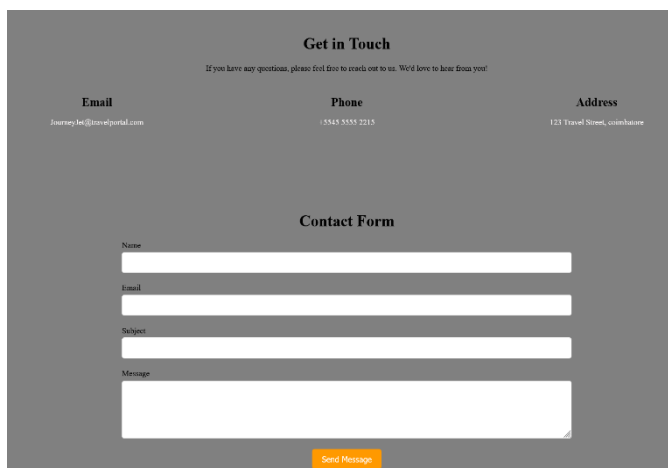 Get in Touch
If you have any questions, please feel free to reach out to us. We'd love to hear from you!
Email Phone Address
JourneyJet@travelportal.com +5545 5555 2215 123 Travel Street, coimbatore
Contact Form
Name
Email
Subject
Message
Send Message